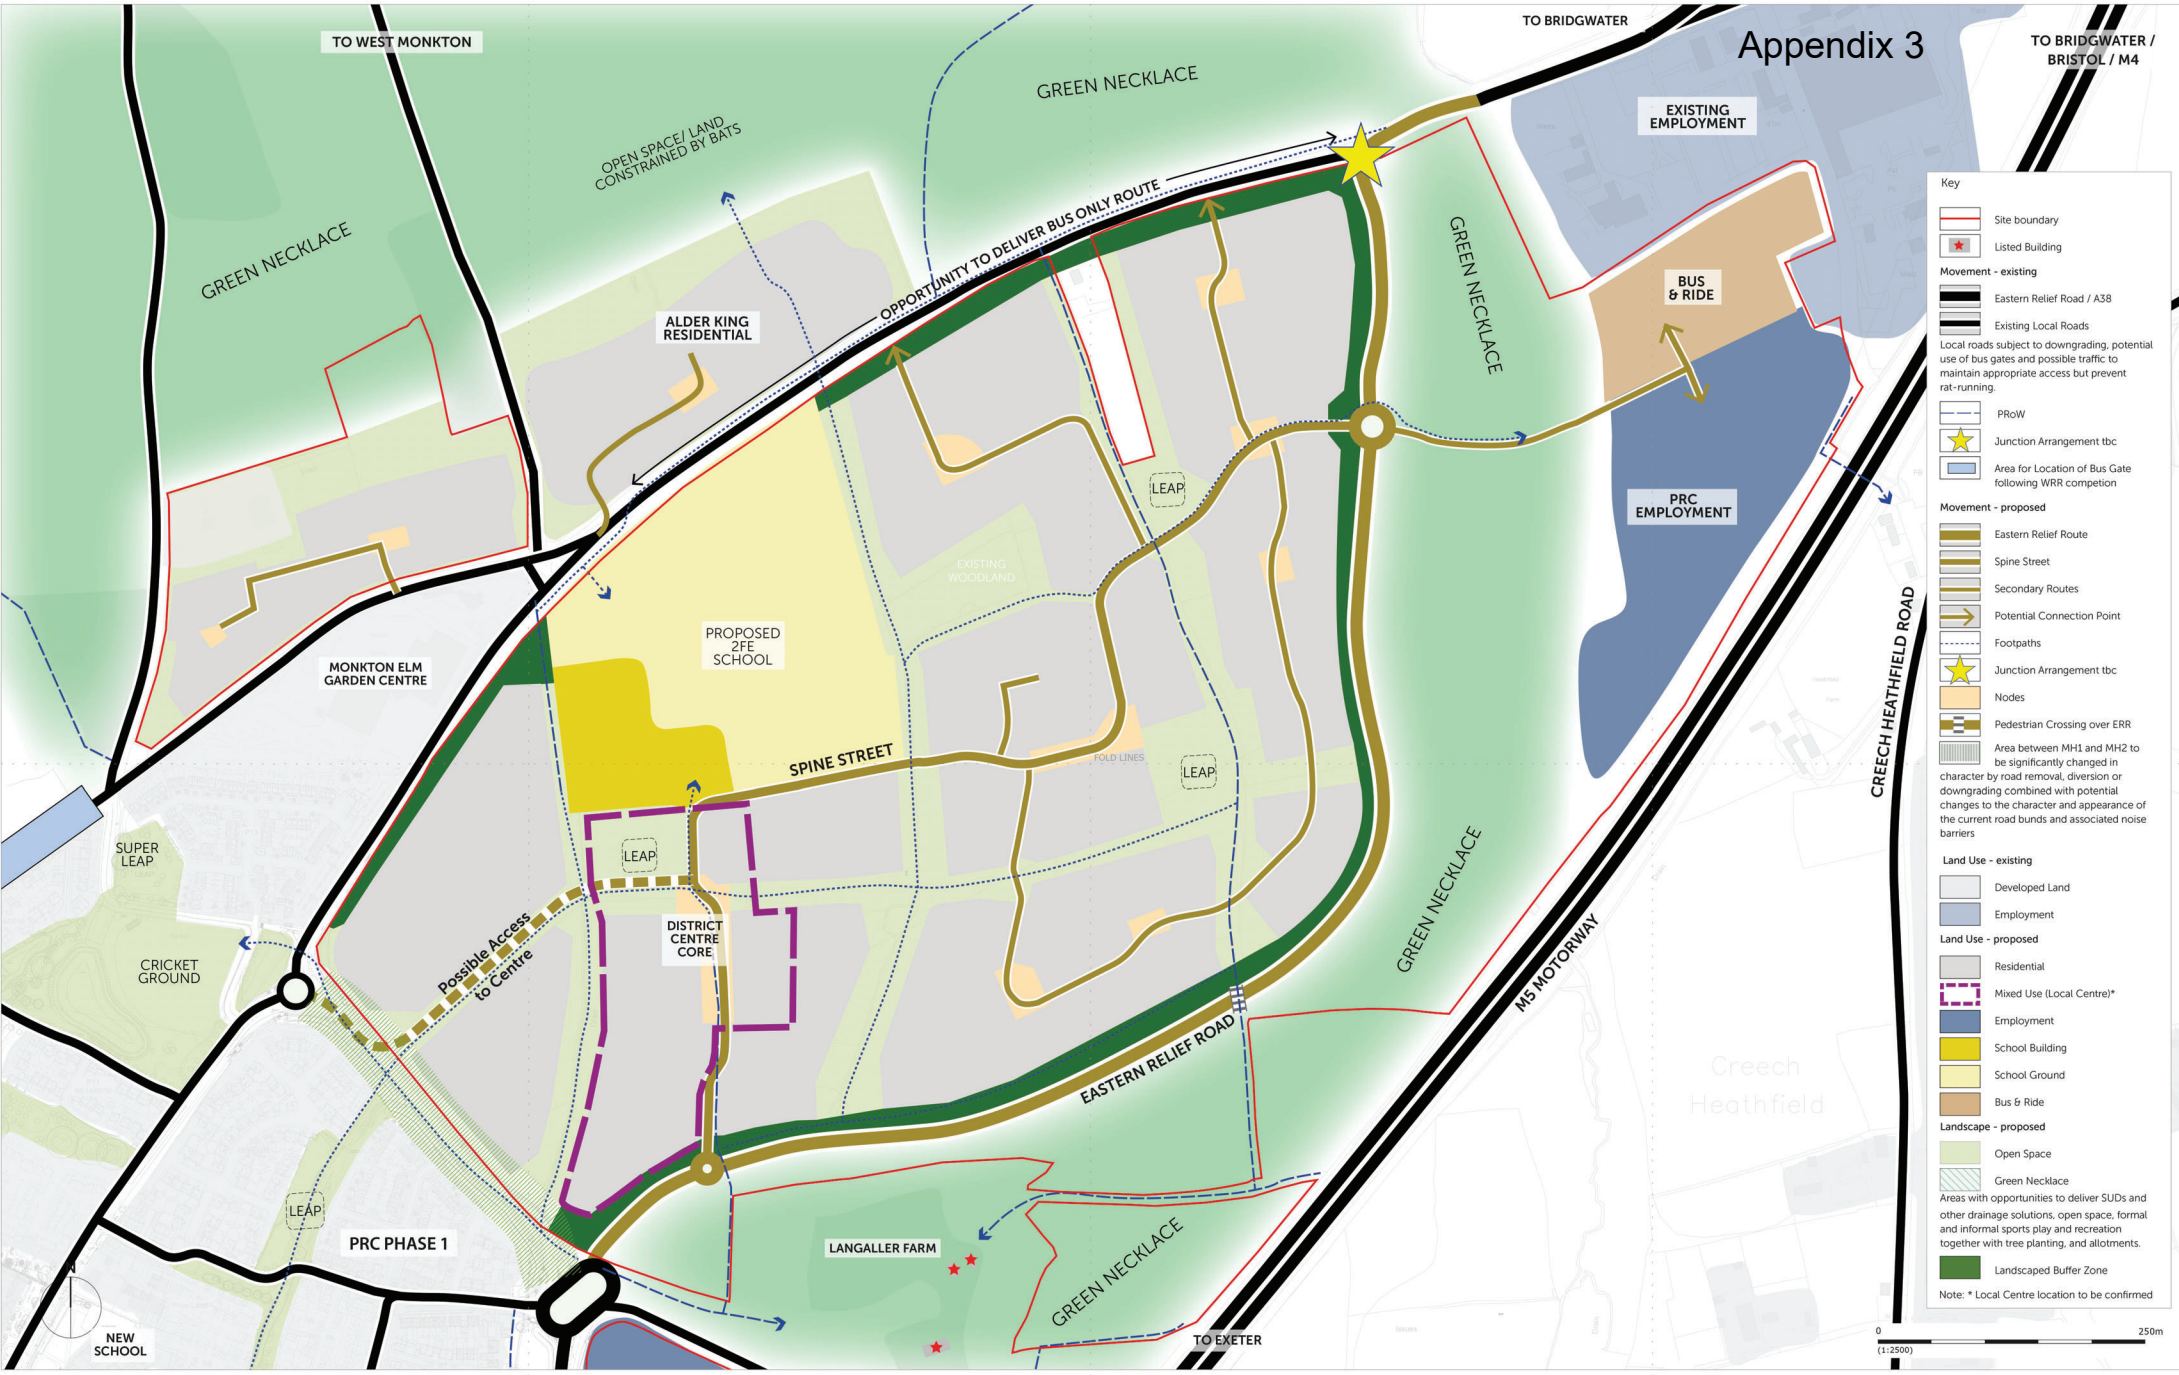 Appendix 3
TO WEST MONKTON
TO BRIDGWATER
TO BRIDGWATER /
BRISTOL / M4
GREEN NECKLACE
EXISTING
EMPLOYMENT
OPEN SPACE/ LAND
CONSTRAINED BY BATS
GREEN NECKLACE
OPPORTUNITY TO DELIVER BUS ONLY ROUTE
GREEN NECKLACE
BUS
& RIDE
ALDER KING
RESIDENTIAL
LEAP
PRC
EMPLOYMENT
EXISTING
WOODLAND
PROPOSED
2FE
SCHOOL
MONKTON ELM
GARDEN CENTRE
CREECH HEATHFIELD ROAD
SPINE STREET
FOLD LINES
LEAP
SUPER
LEAP
LEAP
GREEN NECKLACE
DISTRICT
CENTRE
CORE
Possible Access
to Centre
CRICKET
GROUND
M5 MOTORWAY
EASTERN RELIEF ROAD
Creech
Heathfield
LEAP
PRC PHASE 1
LANGALLER FARM
GREEN NECKLACE
N
NEW
SCHOOL
TO EXETER
Key
Site boundary
Listed Building
Movement - existing
Eastern Relief Road / A38
Existing Local Roads
Local roads subject to downgrading, potential
use of bus gates and possible traffic to
maintain appropriate access but prevent
rat-running.
PRoW
Junction Arrangement tbc
Area for Location of Bus Gate
following WRR competion
Movement - proposed
Eastern Relief Route
Spine Street
Secondary Routes
Potential Connection Point
Footpaths
Junction Arrangement tbc
Nodes
Pedestrian Crossing over ERR
Area between MH1 and MH2 to
be significantly changed in
character by road removal, diversion or
downgrading combined with potential
changes to the character and appearance of
the current road bunds and associated noise
barriers
Land Use - existing
Developed Land
Employment
Land Use - proposed
Residential
Mixed Use (Local Centre)*
Employment
School Building
School Ground
Bus & Ride
Landscape - proposed
Open Space
Green Necklace
Areas with opportunities to deliver SUDs and
other drainage solutions, open space, formal
and informal sports play and recreation
together with tree planting, and allotments.
Landscaped Buffer Zone
Note: * Local Centre location to be confirmed
0 250m
(1:2500)